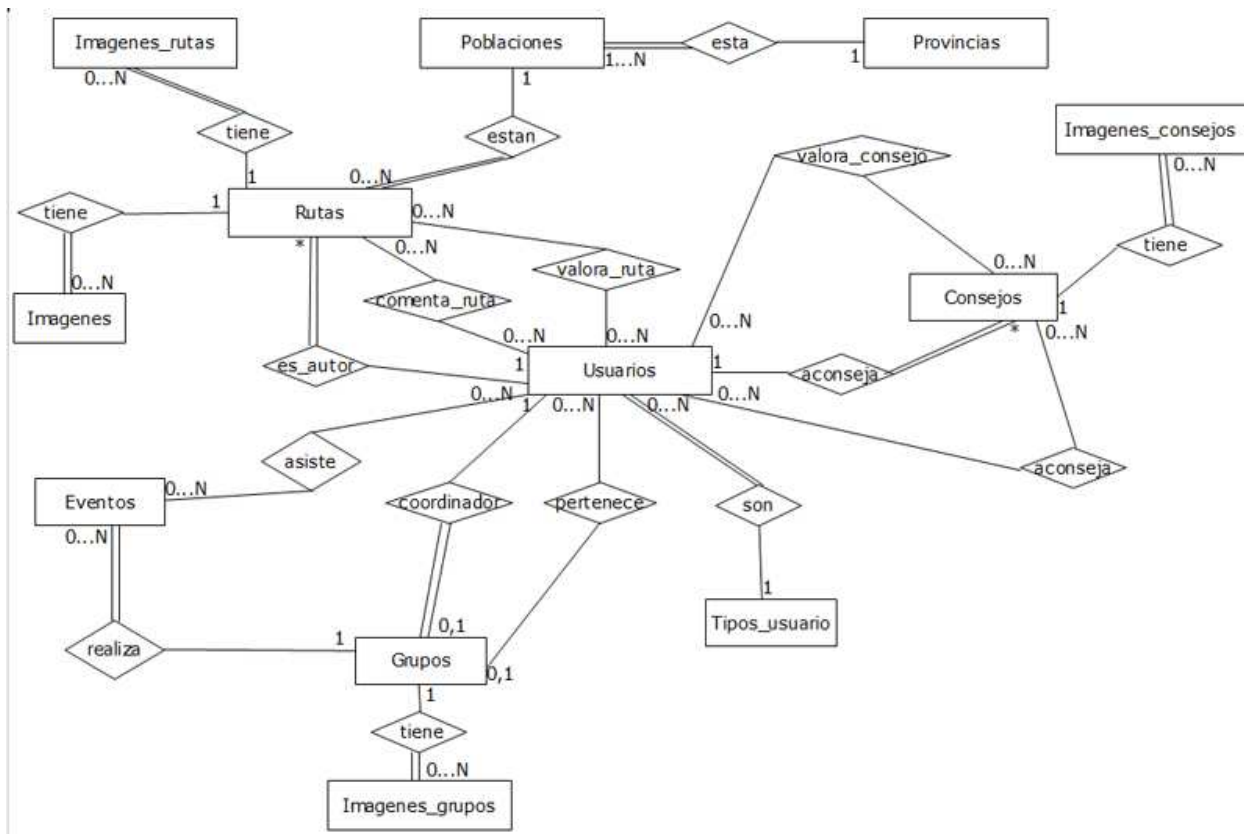 Imagenes_rutas
Poblaciones
esta
Provincias
0...N
1
1...N
1
tiene
estan
Imagenes_consejos
0...N
valora_consejo
1
0...N
tiene
1
Rutas
0...N
*
0...N
tiene
0...N
valora_ruta
0...N
Consejos
1
Imagenes
comenta_ruta
0...N
0...N
0...N
*
0...N
es_autor
1
Usuarios
1
aconseja
0...N
1
0...N
0...N
0...N
asiste
aconseja
Eventos
0...N
coordinador
pertenece
son
0...N
1
Tipos_usuario
realiza
1
0,1
Grupos
0,1
1
tiene
0...N
Imagenes_grupos